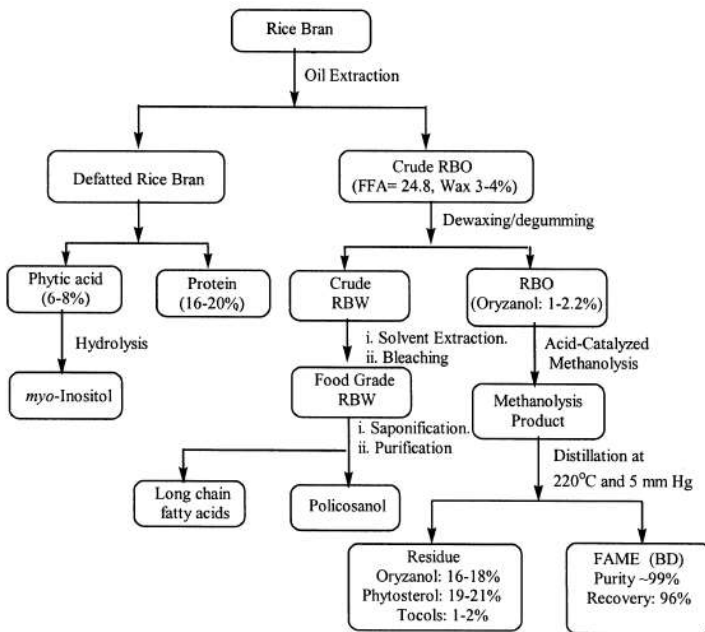 Rice Bran
Oil Extraction
Defatted Rice Bran
Crude RBO
(FFA= 24.8, Wax 3-4%)
Dewaxing/degumming
Phytic acid
(6-8%)
Protein
(16-20%)
Crude
RBW
RBO
(Oryzanol: 1-2.2%)
Hydrolysis
i. Solvent Extraction.
ii. Bleaching
Acid-Catalyzed
Methanolysis
myo-Inositol
Food Grade
RBW
Methanolysis
Product
i. Saponification.
ii. Purification
Distillation at
220°C and 5 mm Hg
Long chain
fatty acids
Policosanol
Residue
Oryzanol: 16-18%
Phytosterol: 19-21%
Tocols: 1-2%
FAME (BD)
Purity ~99%
Recovery: 96%